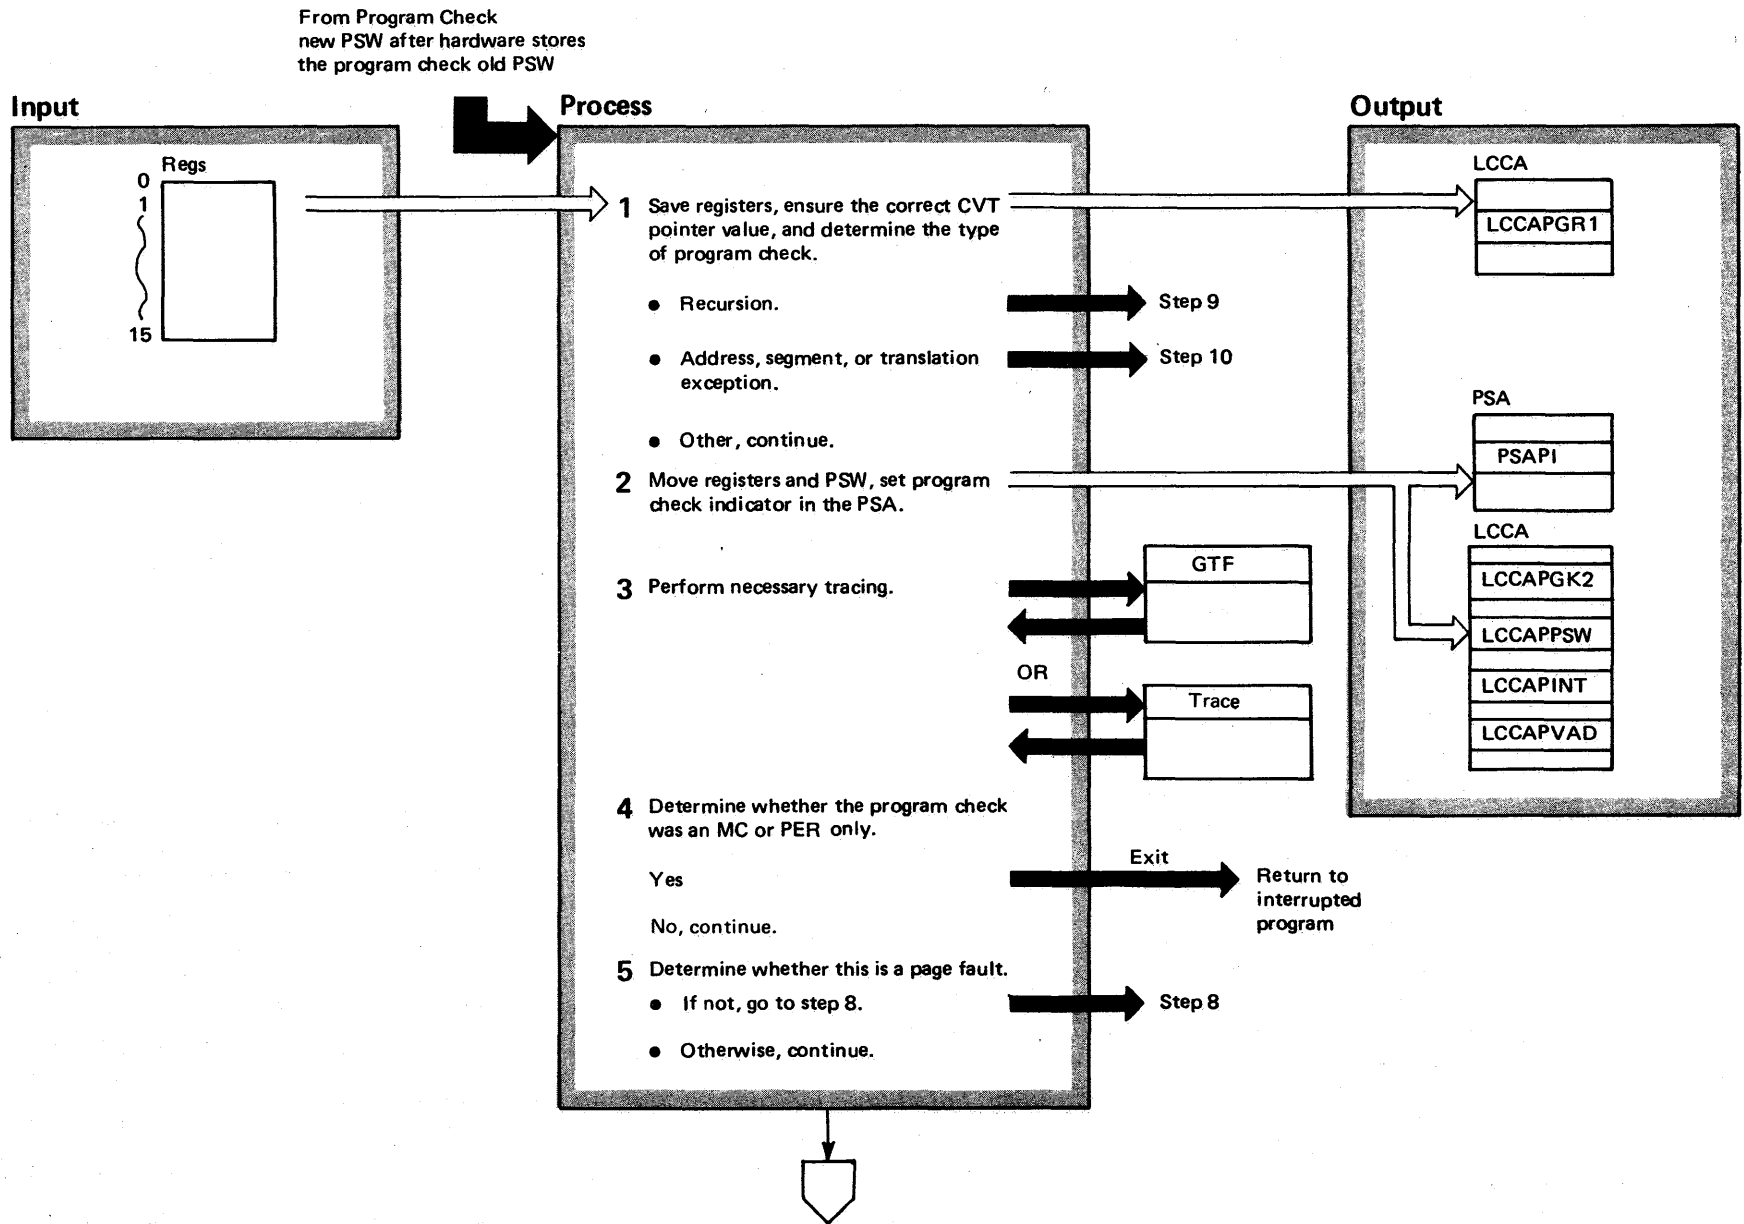 From Program Check
new PSW after hardware stores
the program check old PSW
Input
Regs
0
1
15
Process
1 Save registers, ensure the correct CVT
pointer value, and determine the type
of program check.
• Recursion.
Step 9
• Address, segment, or translation
exception.
Step 10
• Other, continue.
2 Move registers and PSW, set program
check indicator in the PSA.
3 Perform necessary tracing.
GTF
OR
Trace
4 Determine whether the program check
was an MC or PER only.
Yes
Exit
Return to
interrupted
program
No, continue.
5 Determine whether this is a page fault.
• If not, go to step 8.
Step 8
• Otherwise, continue.
Output
LCCA
LCCAPGR1
PSA
PSAPI
LCCA
LCCAPGK2
LCCAPPSW
LCCAPINT
LCCAPVAD